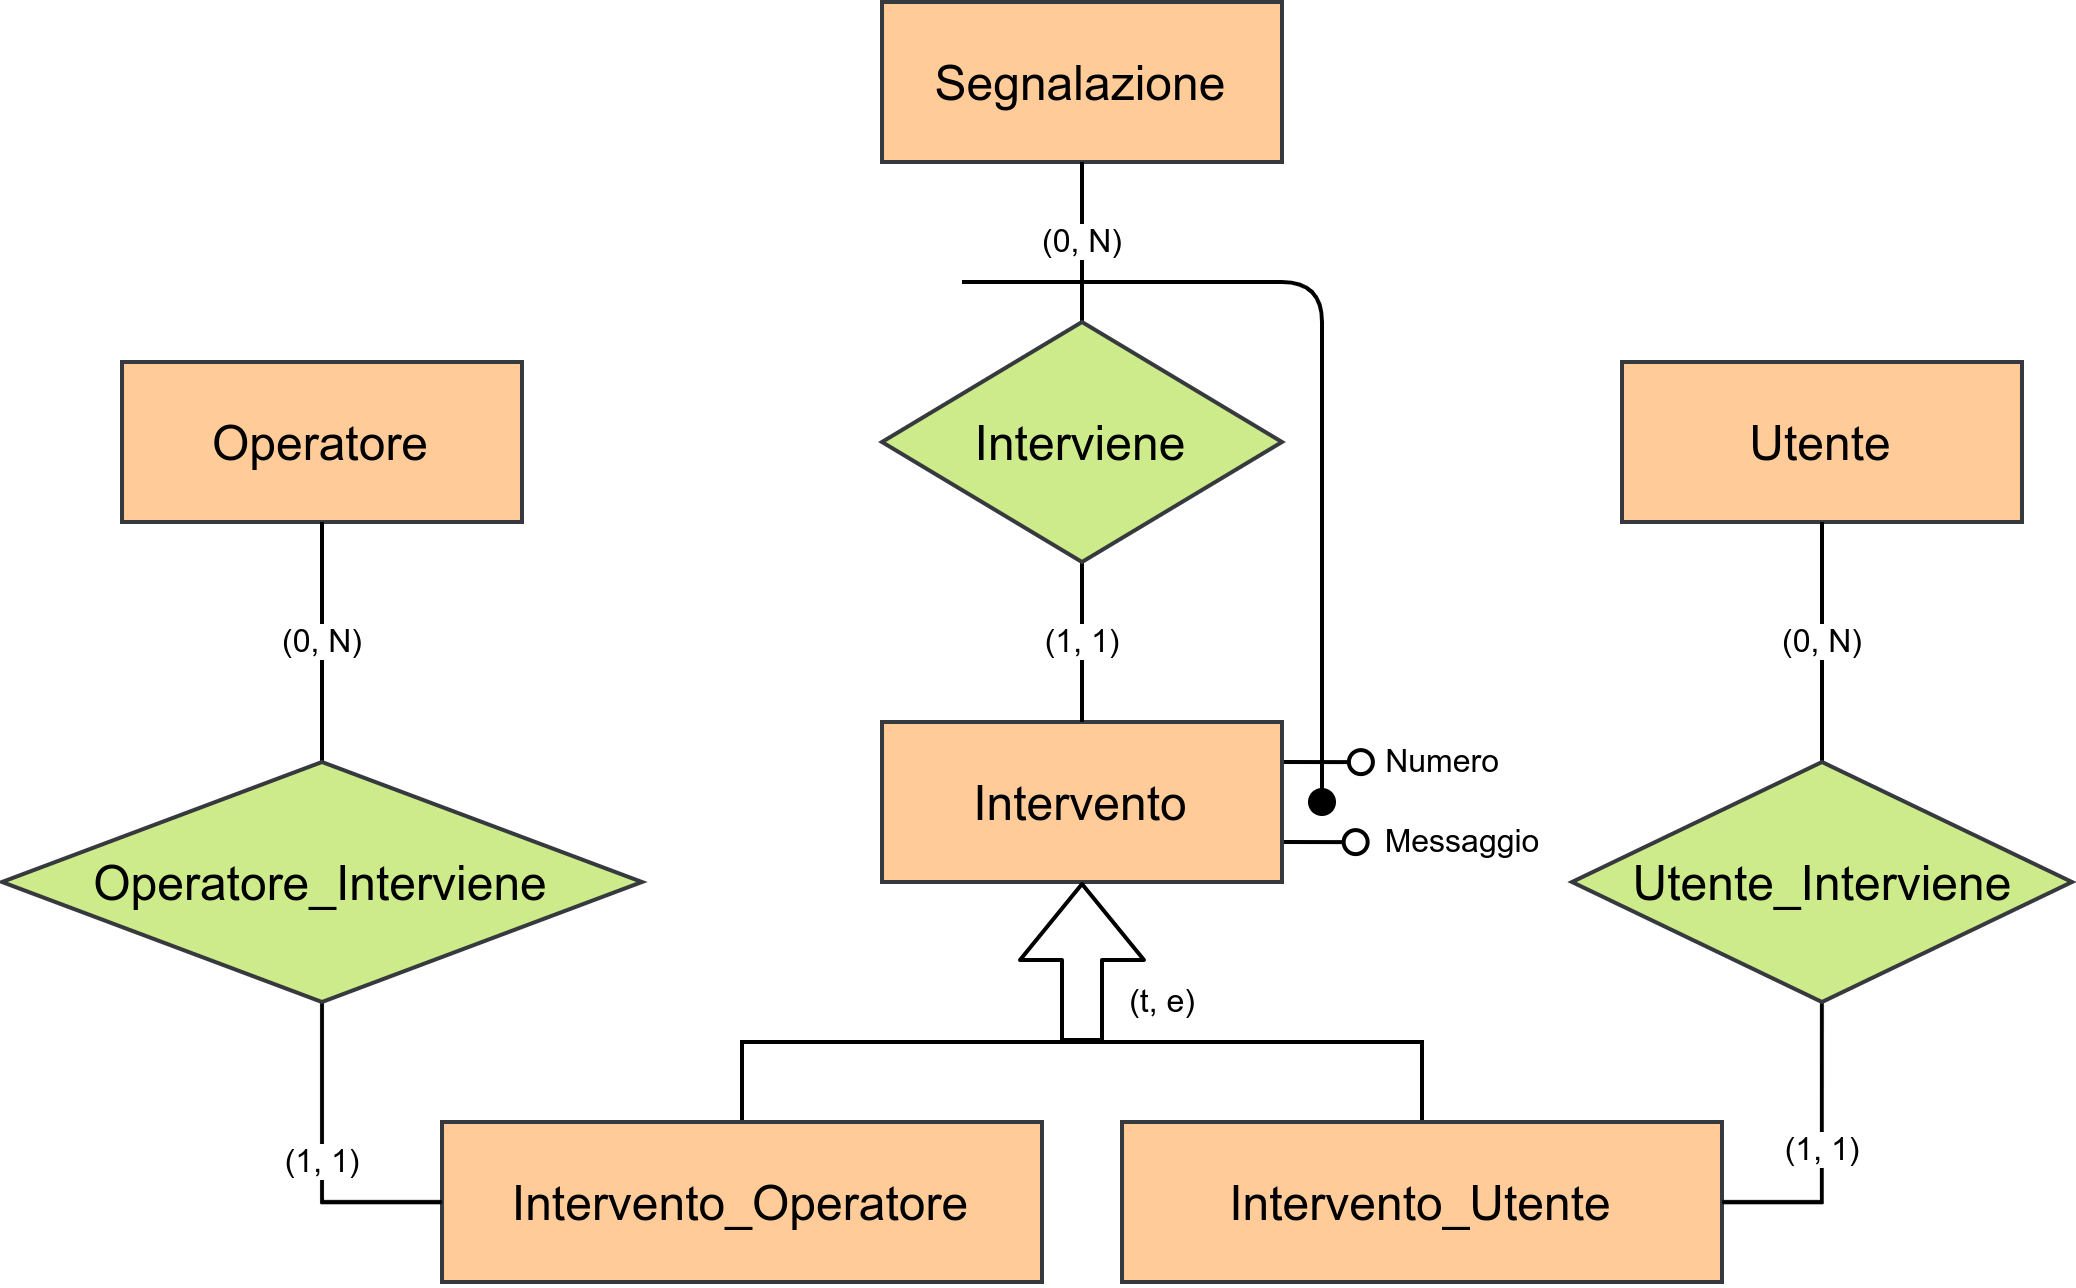 Segnalazione
(0, N)
Operatore
Interviene
Utente
(0, N)
(1, 1)
(0, N)
Numero
Intervento
Messaggio
Operatore_Interviene
Utente_Interviene
(t, e)
(1, 1)
(1, 1)
Intervento_Operatore
Intervento_Utente